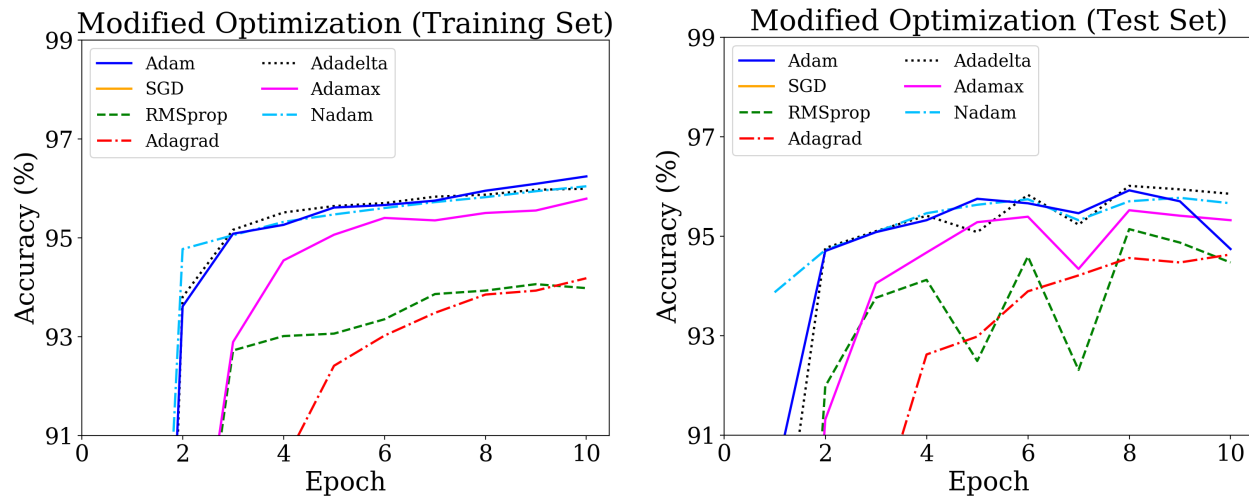 Modified Optimization (Training Set)
99
97
95
93
91
Accuracy (%)
Adam
SGD
RMSprop
Adagrad
Adadelta
Adamax
Nadam
0 2 4 6 8 10
Epoch
Modified Optimization (Test Set)
99
97
95
93
91
Accuracy (%)
Adam
SGD
RMSprop
Adagrad
Adadelta
Adamax
Nadam
0 2 4 6 8 10
Epoch